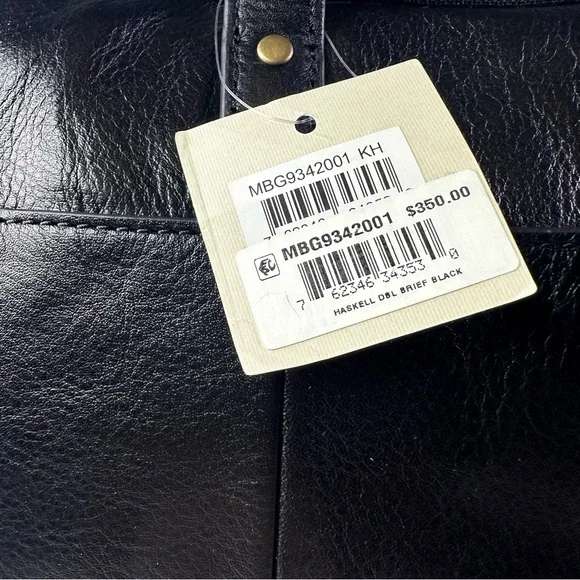 MBG9342001 KH
MBG9342001 $350.00
7 62346 34353 0
HASKELL DBL BRIEF BLACK